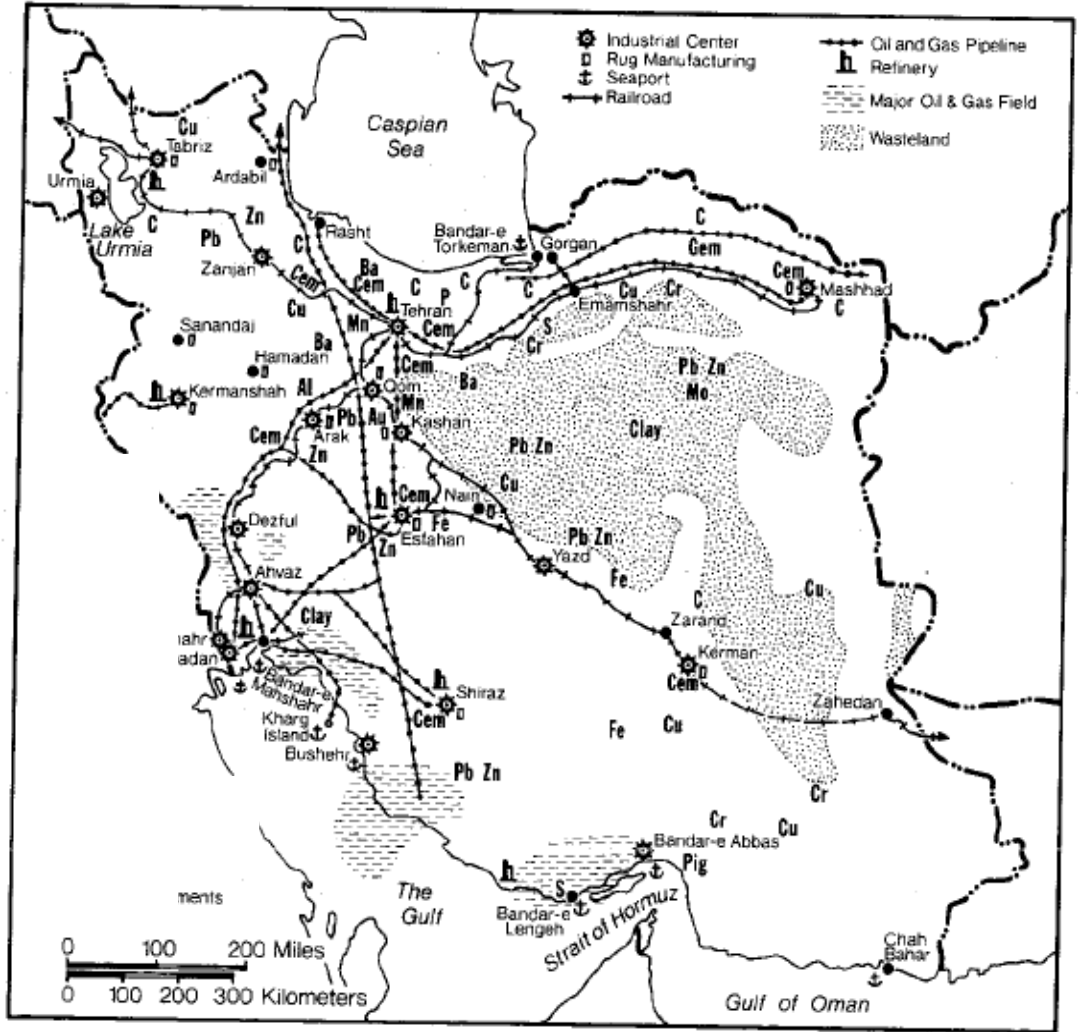 Industrial Center
Rug Manufacturing
Seaport
Railroad
Oil and Gas Pipeline
Refinery
Major Oil & Gas Field
Wasteland
Caspian
Sea
Cu
Tabriz
Ardabil
Urmia
Lake
Urmia
C
Zn
Pb
Zanjan
Rasht
Cr
Cem
Cu
Ba
Cem
C
P
C
Bandar-e
Torkeman
Gorgan
C
Cem
Cem
Mashhad
C
Emamshahr
Cu
Cr
S
Cr
Tehran
Mn
Cem
Sanandaj
Ba
Hamadan
Kermanshah
Al
Cem
Qom
Mn
Ba
Pb Zn
Mo
Pb
Au
Arak
Kashan
Cem
Zn
Clay
Pb Zn
Cu
Nain
Cem
Fe
Esfahan
Pb
Zn
Dezful
Pb Zn
Yazd
Fe
C
Cu
Ahvaz
Clay
Zarand
Kerman
Cem
ahr
adan
Bandar-e
Mahshahr
Kharg
Island
Bushehr
Shiraz
Cem
Zahedan
Fe
Cu
Pb Zn
Cr
Cr
Cu
Bandar-e Abbas
Pig
S
Bandar-e
Lengeh
Strait of Hormuz
The
Gulf
ments
Chah
Bahar
Gulf of Oman
0 100 200 Miles
0 100 200 300 Kilometers